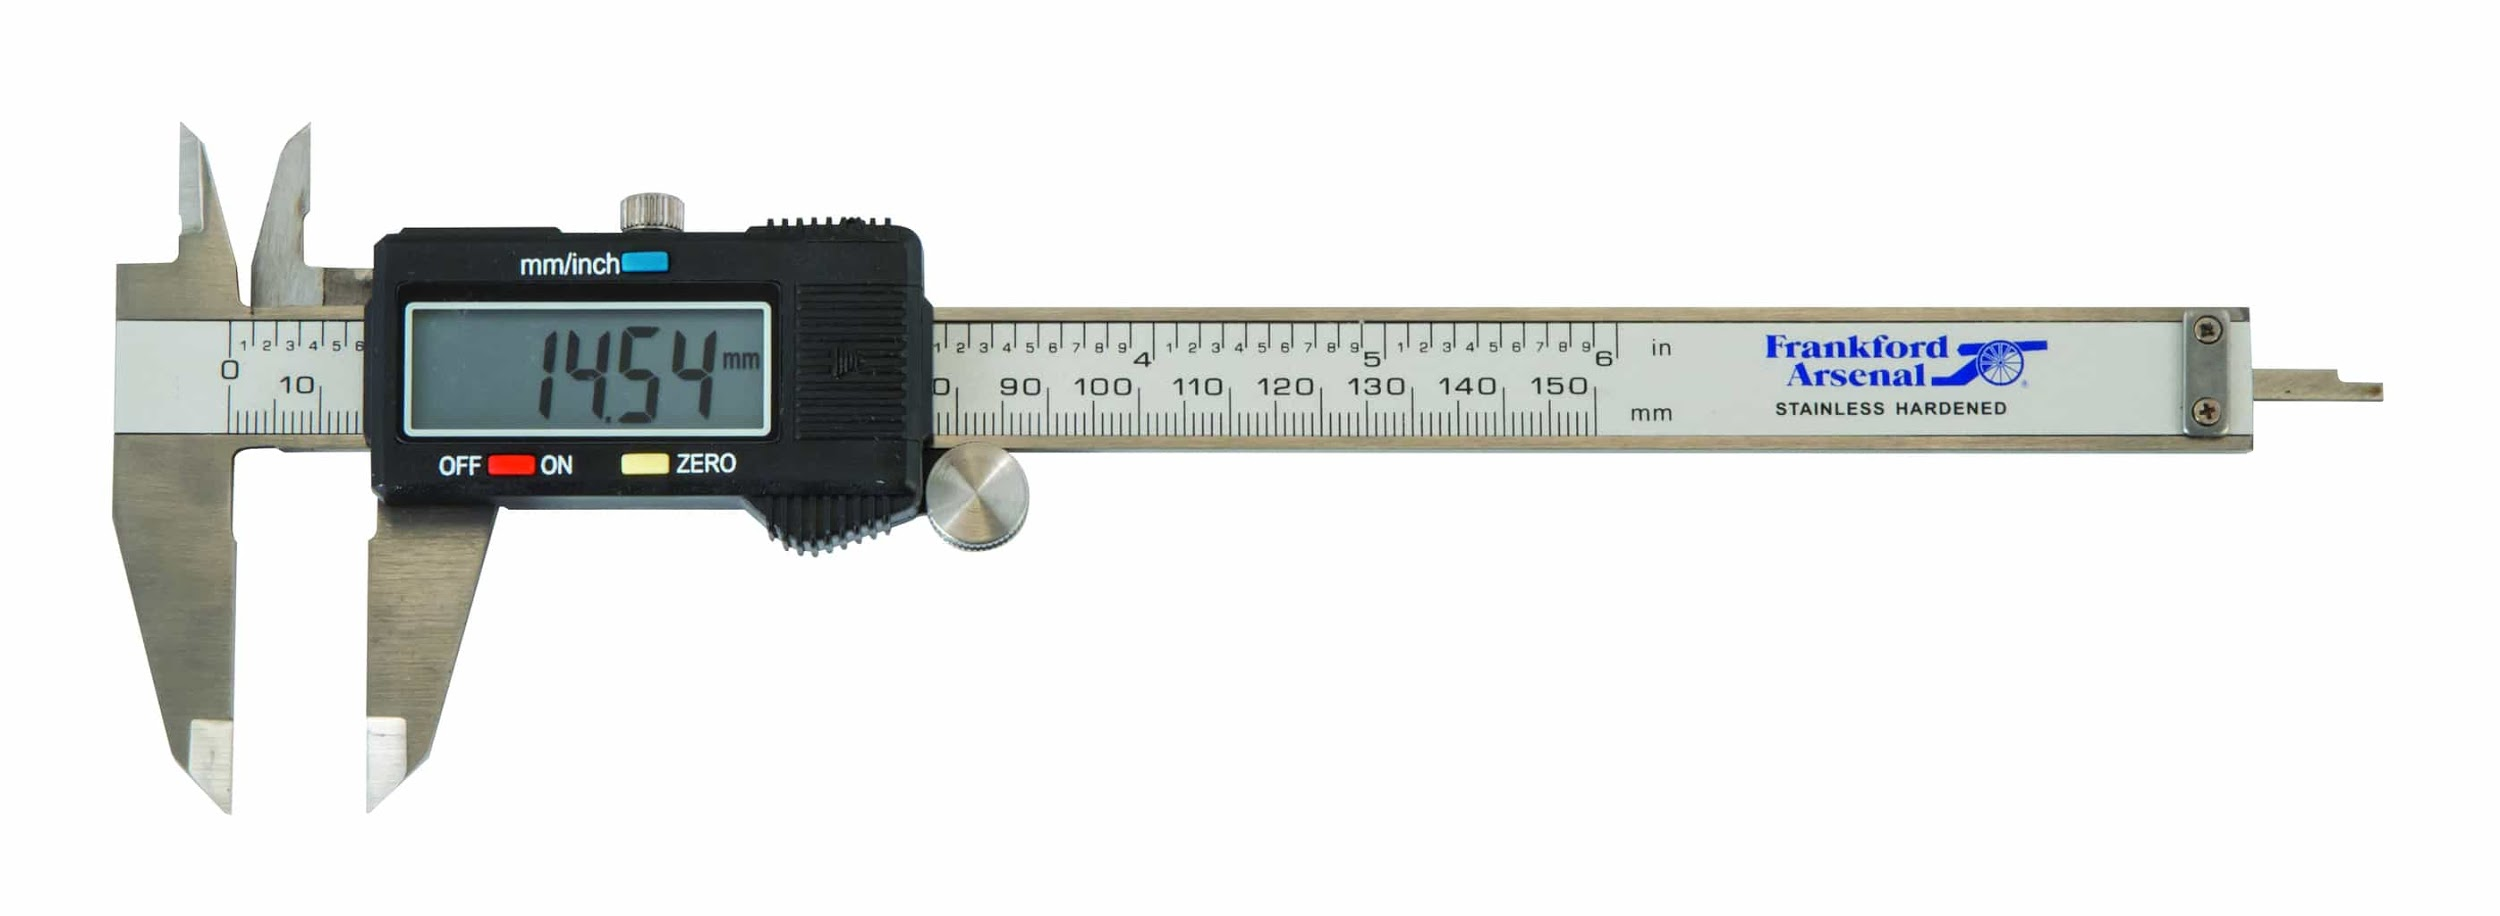 mm/inch
14.54 mm
OFF ON ZERO
1 2 3 4 5 6
0
10
1 2 3 4 5 6 7 8 9 4 1 2 3 4 5 6 7 8 9 5 1 2 3 4 5 6 7 8 9 6 in
0 90 100 110 120 130 140 150
mm
Frankford
Arsenal
®
STAINLESS HARDENED